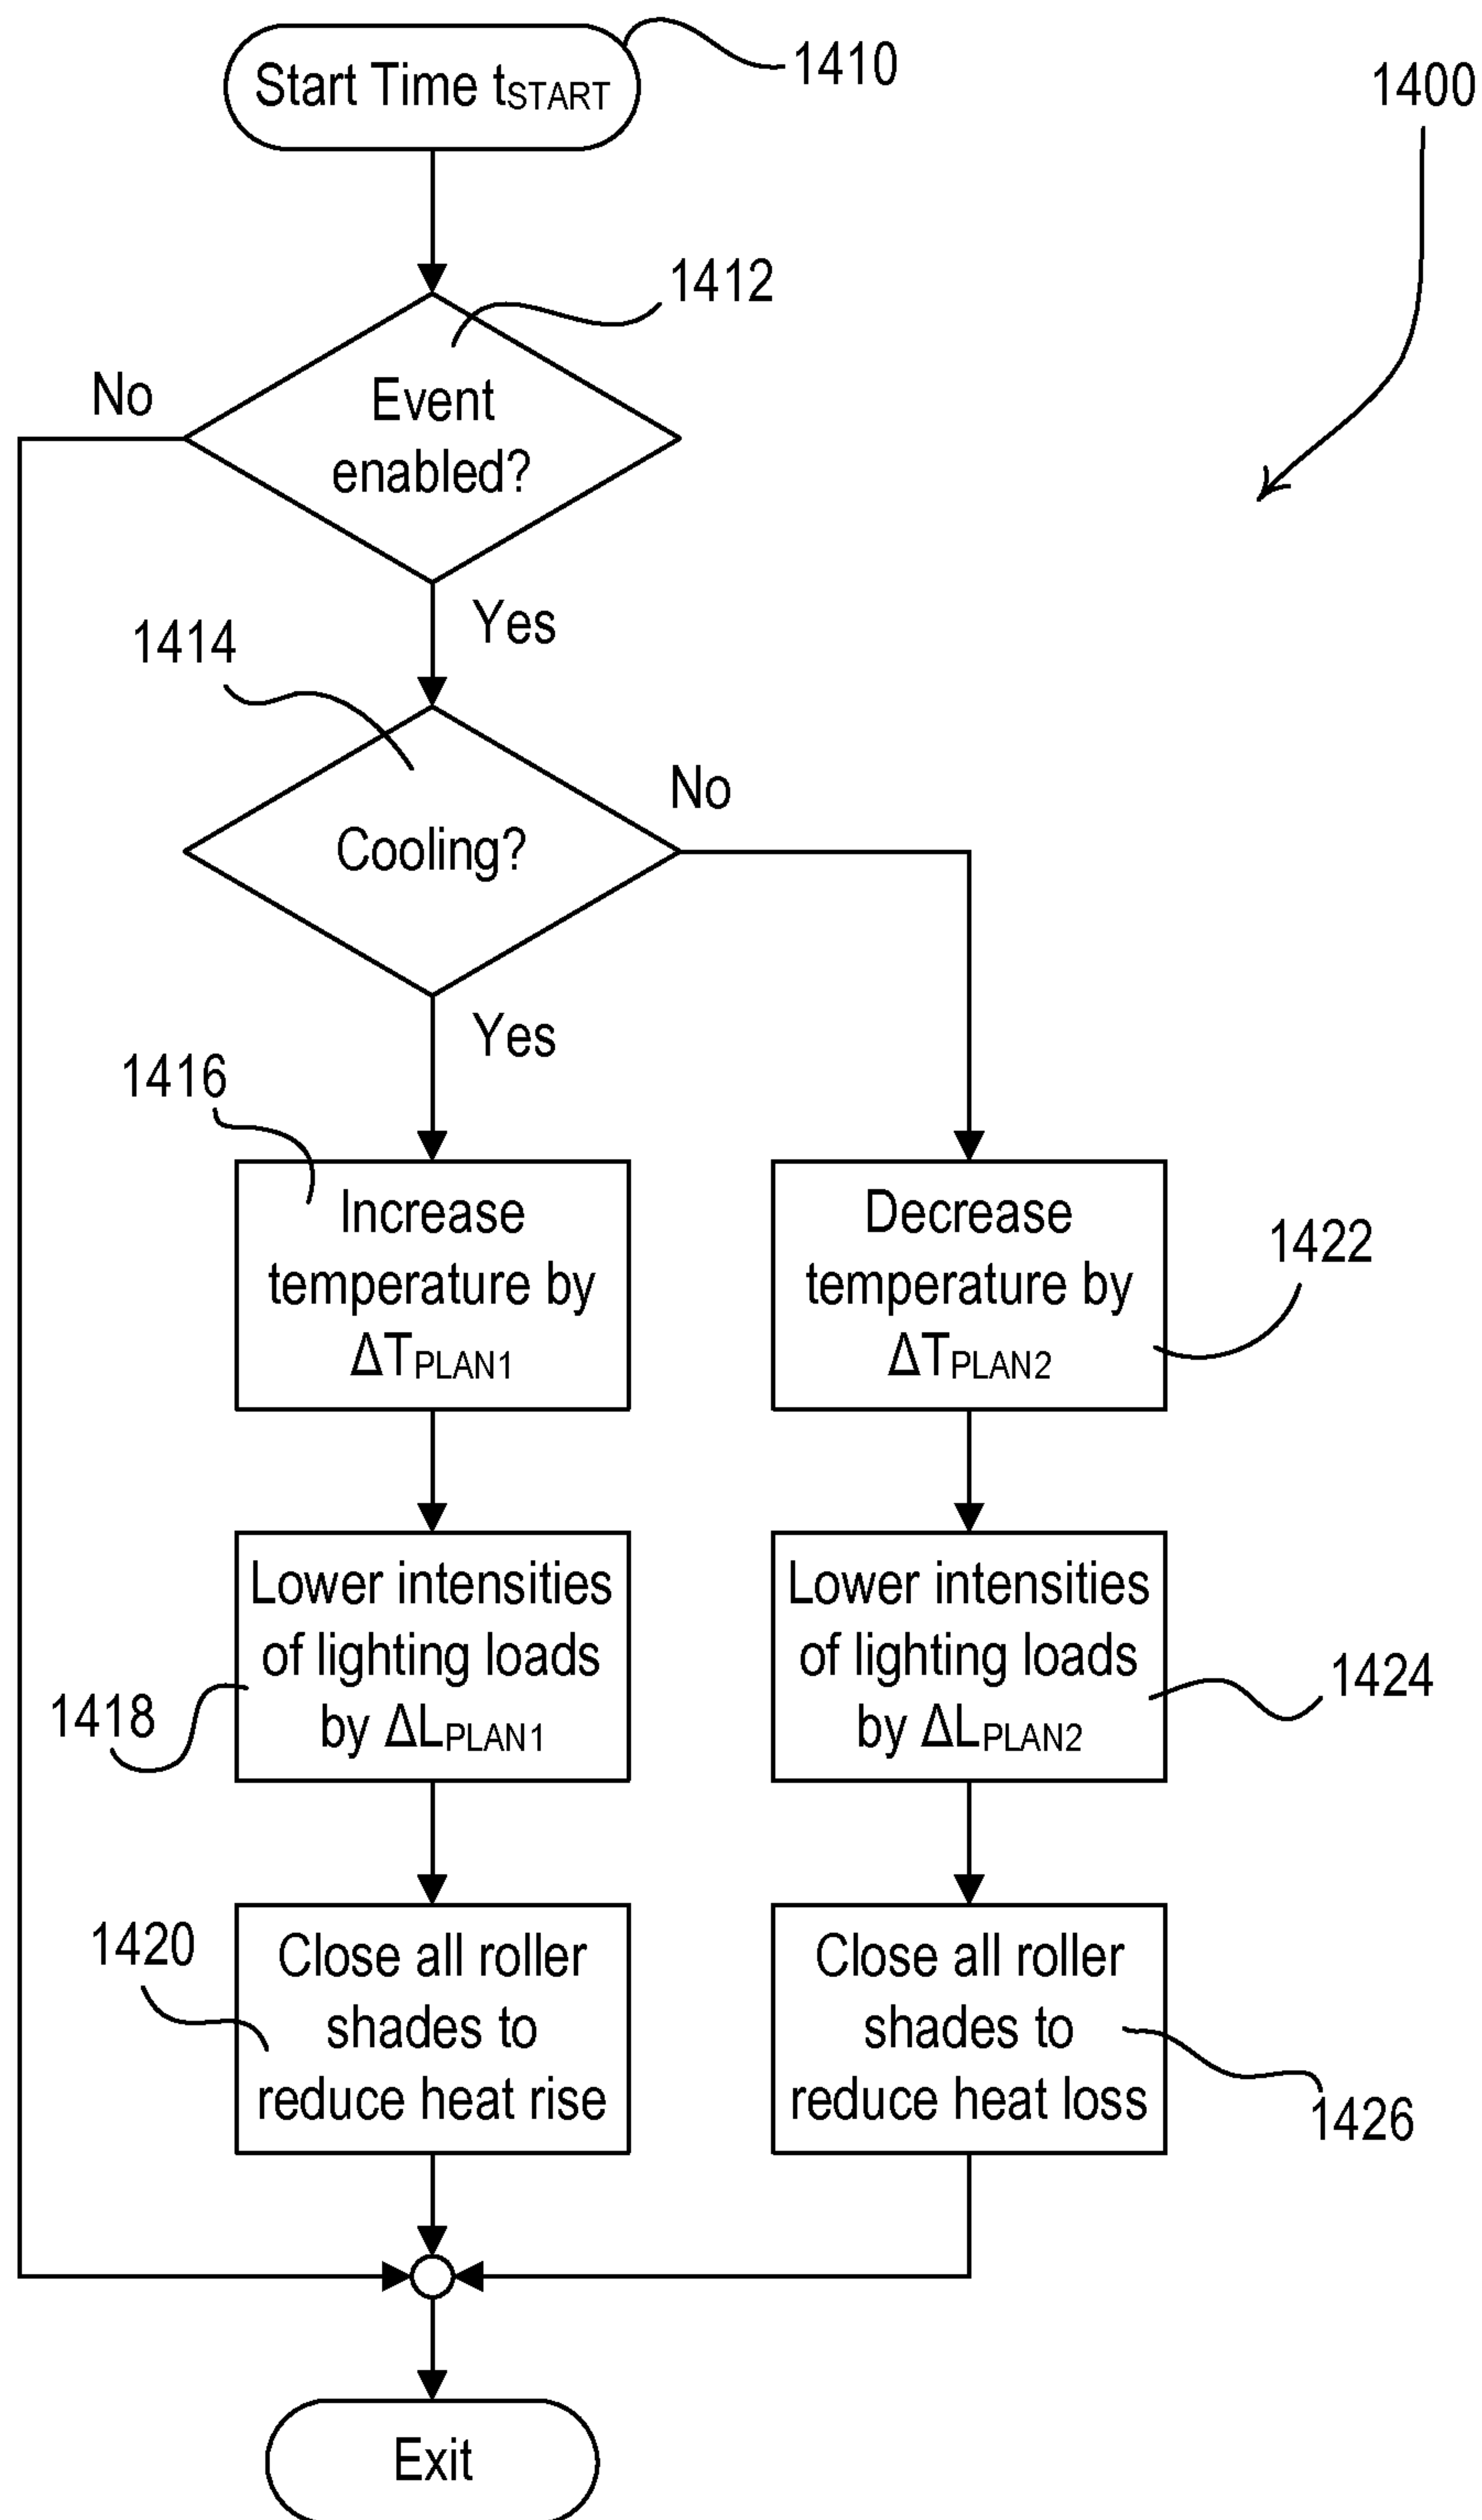 Start Time tSTART
1410
1400
1412
No
Event
enabled?
Yes
1414
No
Cooling?
Yes
1416
Increase
temperature by
ΔTPLAN1
Decrease
temperature by
ΔTPLAN2
1422
Lower intensities
of lighting loads
by ΔLPLAN1
1418
Lower intensities
of lighting loads
by ΔLPLAN2
1424
1420
Close all roller
shades to
reduce heat rise
Close all roller
shades to
reduce heat loss
1426
Exit